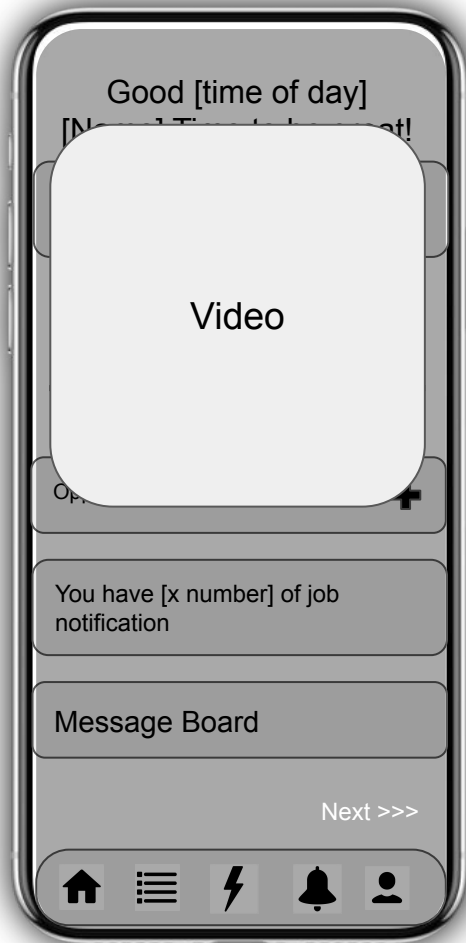 Good [time of day]
Video
You have [x number] of job
notification
Message Board
Next >>>